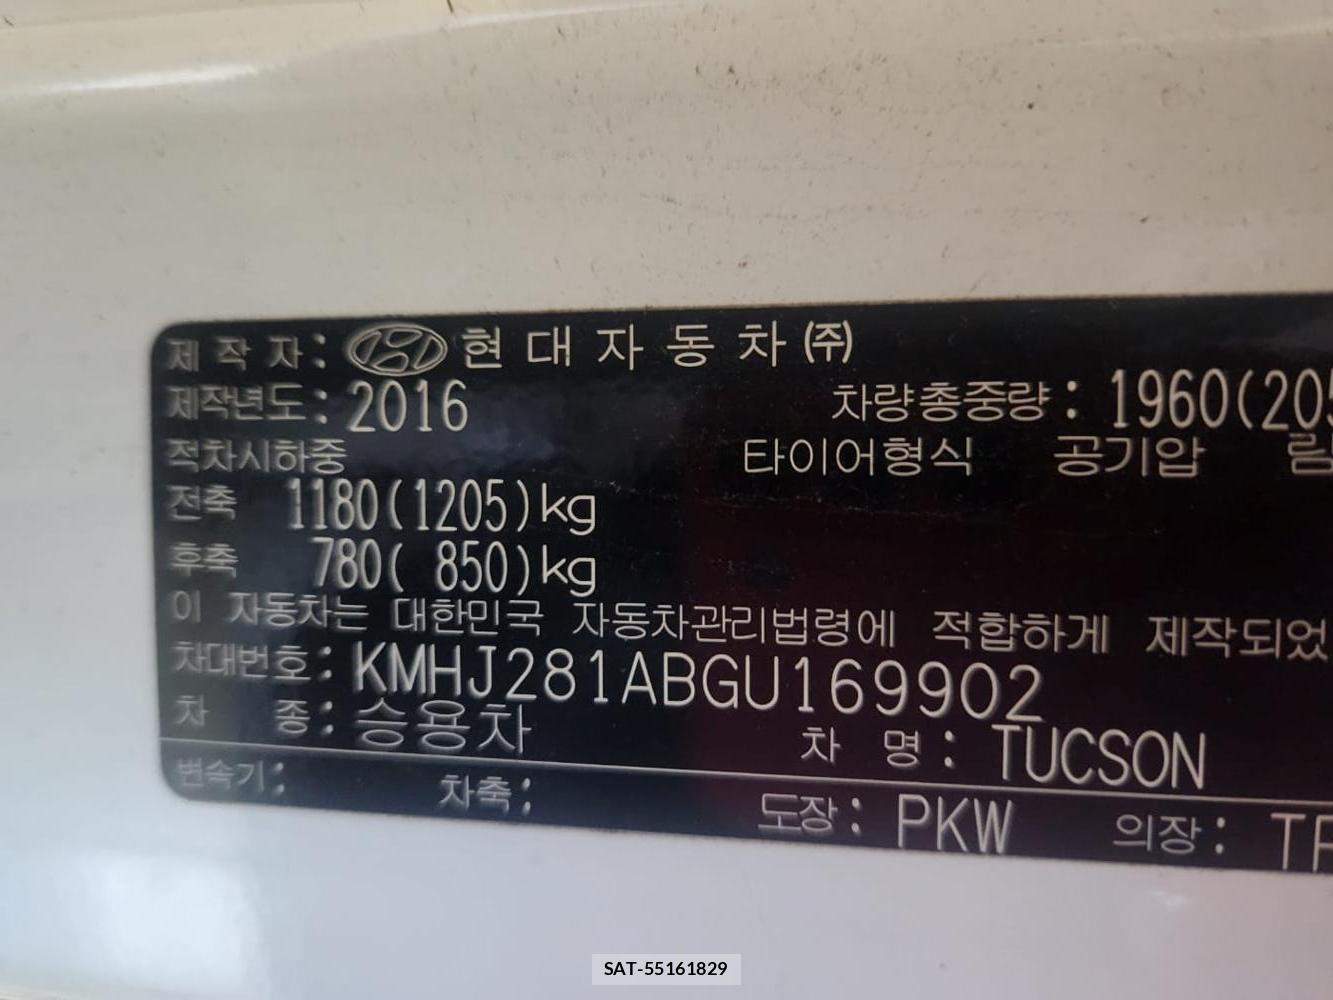 제 작 자: 현 대 자 동 차 ㈜
제작년도: 2016 차량총중량: 1960(205
적차시하중 타이어형식 공기압 림
전축 1180(1205)kg
후축 780( 850)kg
이 자동차는 대한민국 자동차관리법령에 적합하게 제작되었
차대번호: KMHJ281ABGU169902
차 종: 승용차 차 명: TUCSON
변속기: 차축: 도장: PKW 의장:
SAT-55161829